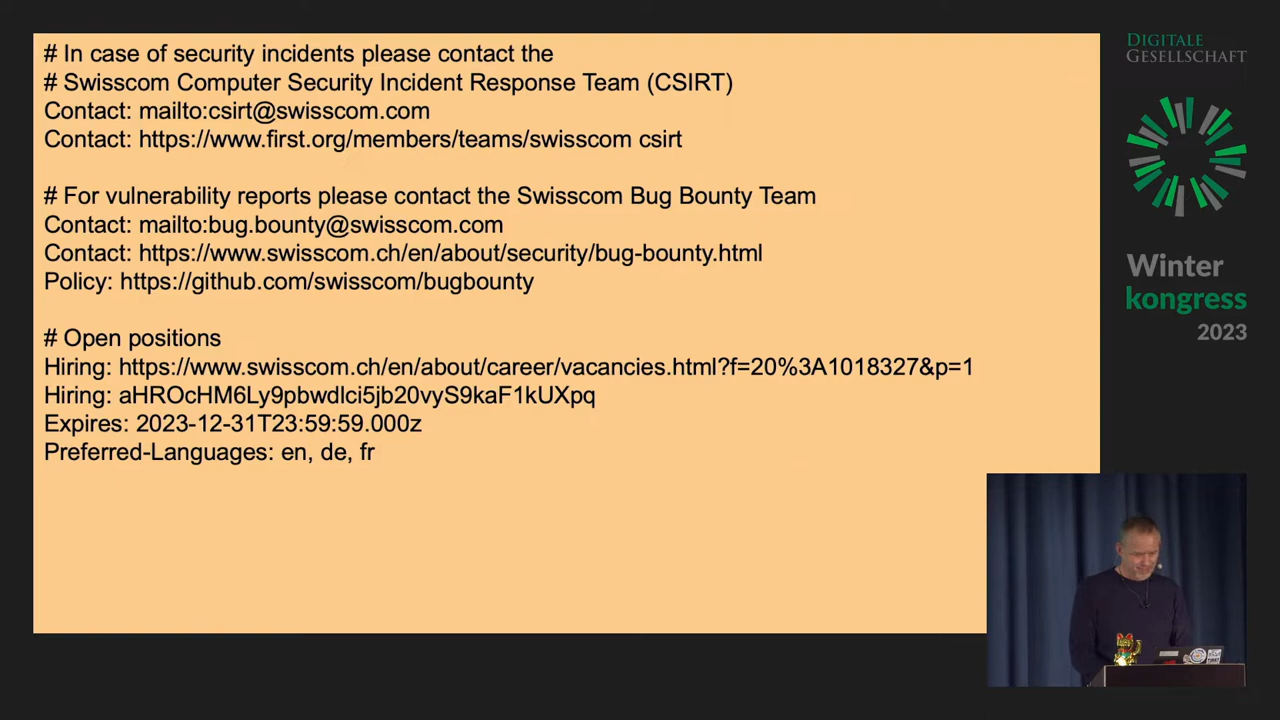 # In case of security incidents please contact the
# Swisscom Computer Security Incident Response Team (CSIRT)
Contact: mailto:csirt@swisscom.com
Contact: https://www.first.org/members/teams/swisscom csirt
# For vulnerability reports please contact the Swisscom Bug Bounty Team
Contact: mailto:bug.bounty@swisscom.com
Contact: https://www.swisscom.ch/en/about/security/bug-bounty.html
Policy: https://github.com/swisscom/bugbounty
# Open positions
Hiring: https://www.swisscom.ch/en/about/career/vacancies.html?f=20%3A1018327&p=1
Hiring: aHROcHM6Ly9pbwdlci5jb20vyS9kaF1kUXpq
Expires: 2023-12-31T23:59:59.000z
Preferred-Languages: en, de, fr
DIGITALE
GESELLSCHAFT
Winter
kongress
2023